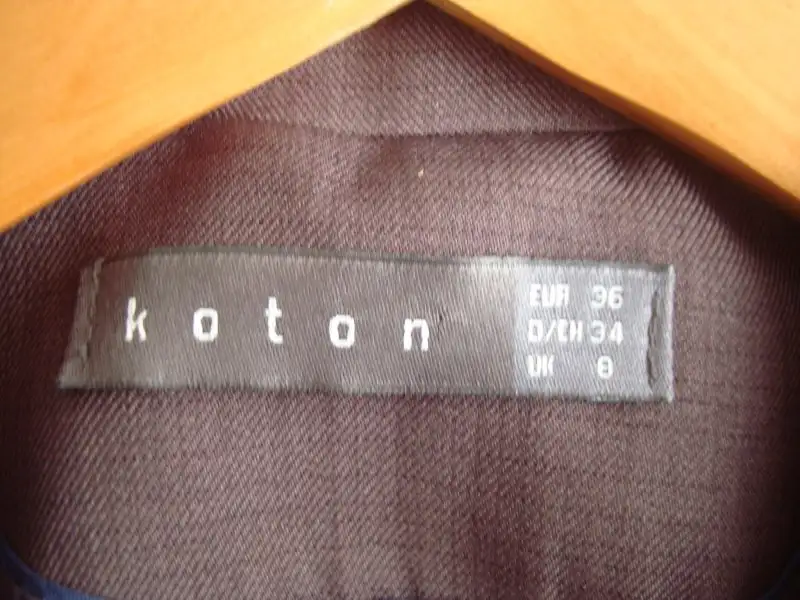 koton
EUR 36
D/CH 34
UK 8